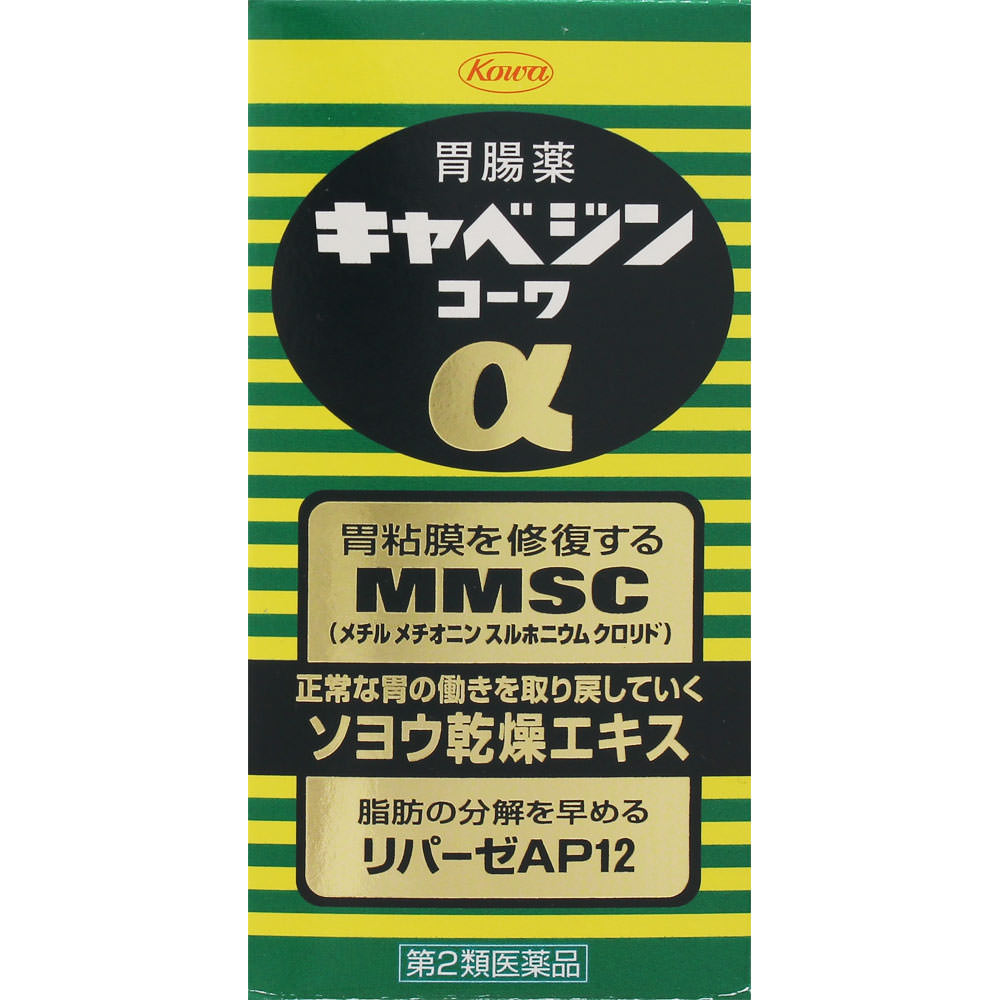 Kowa
胃腸薬
キャベジン
コーワ
α
胃粘膜を修復する
MMSC
(メチルメチオニンスルホニウムクロリド)
正常な胃の働きを取り戻していく
ソヨウ乾燥エキス
脂肪の分解を早める
リパーゼAP12
第2類医薬品